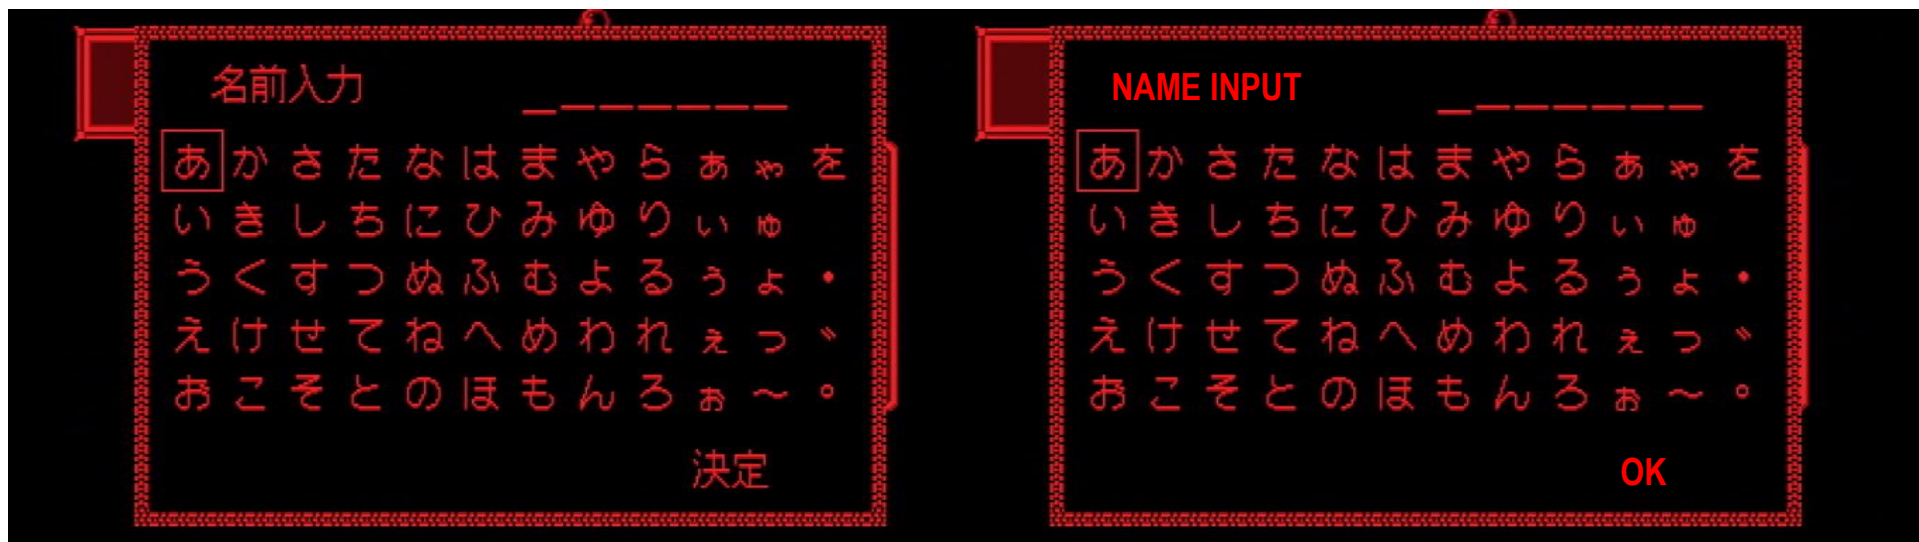 名前入力
あ か さ た な は ま や ら ぁ ゃ を
い き し ち に ひ み ゆ り ぃ ゅ
う く す つ ぬ ふ む よ る ぅ ょ ・
え け せ て ね へ め わ れ ぇ っ ゛
お こ そ と の ほ も ん ろ ぉ ～ ゜
決定
NAME INPUT
あ か さ た な は ま や ら ぁ ゃ を
い き し ち に ひ み ゆ り ぃ ゅ
う く す つ ぬ ふ む よ る ぅ ょ ・
え け せ て ね へ め わ れ ぇ っ ゛
お こ そ と の ほ も ん ろ ぉ ～ ゜
OK